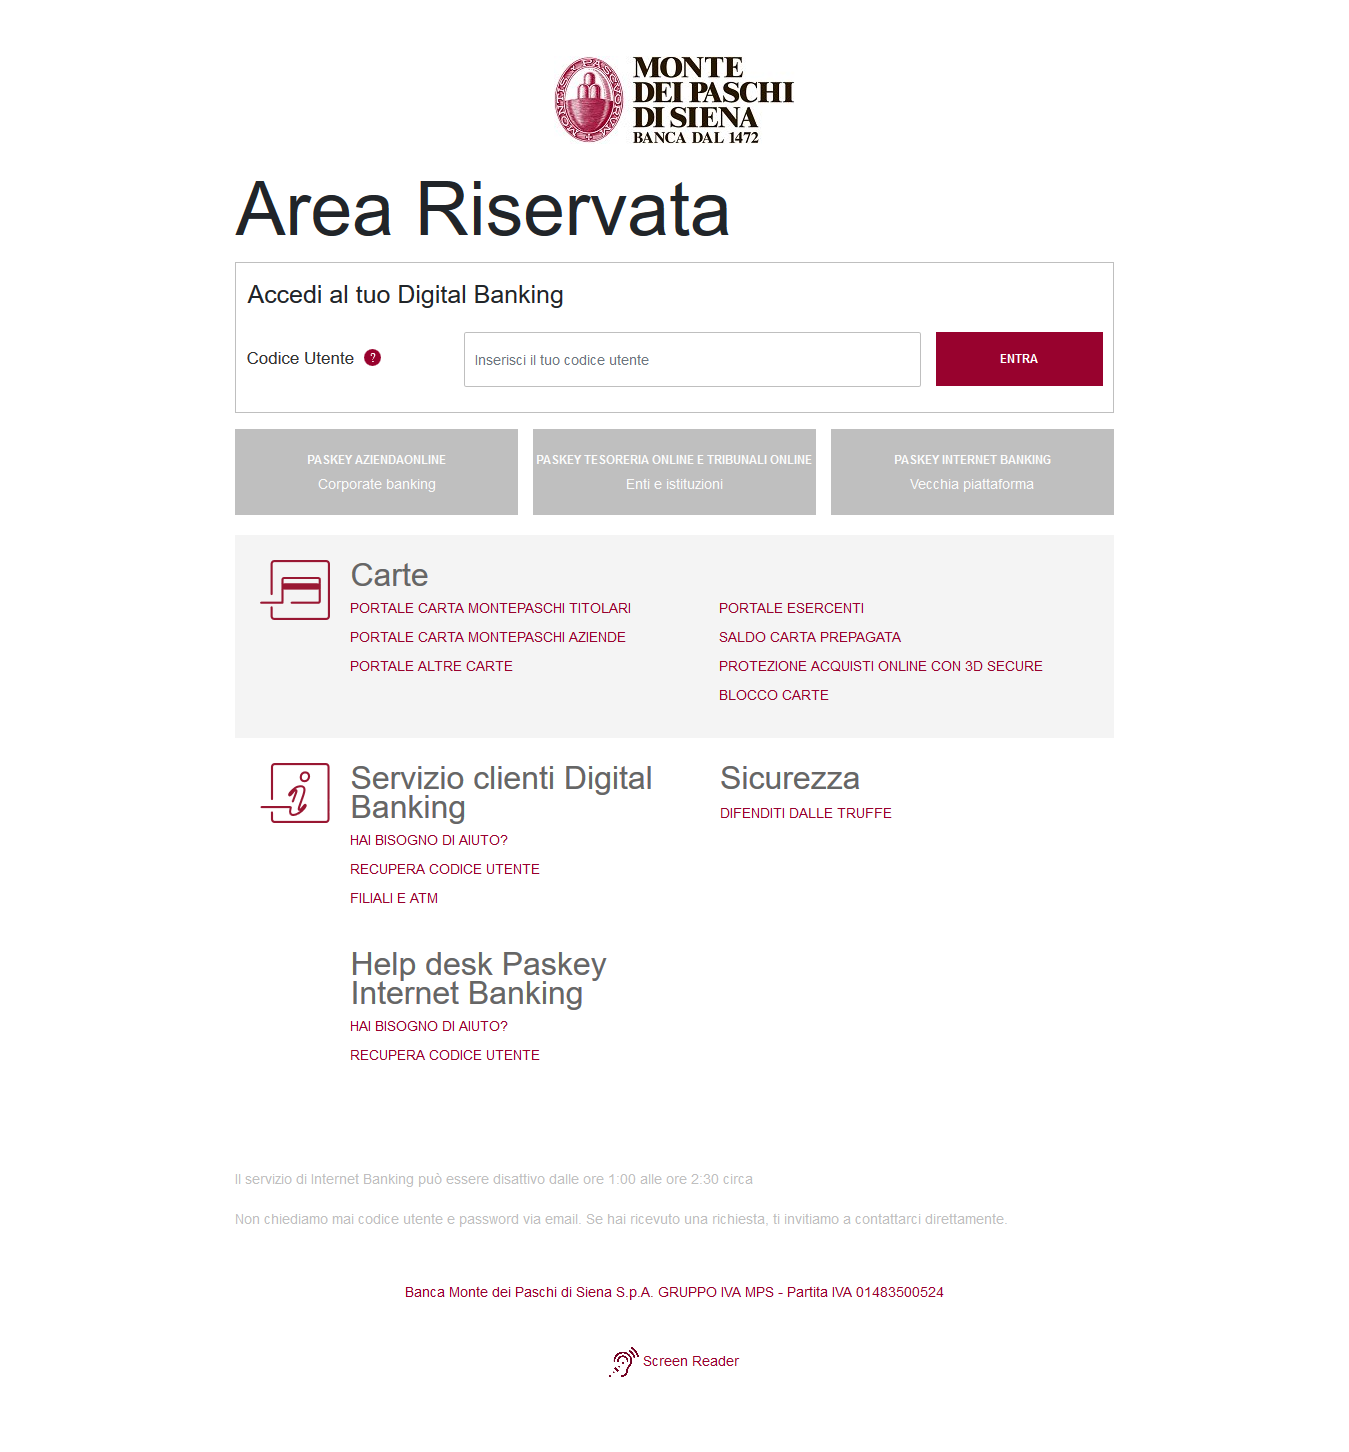 MONTIS PASCUORUM
MONTE
DEI PASCHI
DI SIENA
BANCA DAL 1472
Area Riservata
Accedi al tuo Digital Banking
Codice Utente ?
Inserisci il tuo codice utente
ENTRA
PASKEY AZIENDAONLINE
Corporate banking
PASKEY TESORERIA ONLINE E TRIBUNALI ONLINE
Enti e istituzioni
PASKEY INTERNET BANKING
Vecchia piattaforma
Carte
PORTALE CARTA MONTEPASCHI TITOLARI
PORTALE CARTA MONTEPASCHI AZIENDE
PORTALE ALTRE CARTE
PORTALE ESERCENTI
SALDO CARTA PREPAGATA
PROTEZIONE ACQUISTI ONLINE CON 3D SECURE
BLOCCO CARTE
Servizio clienti Digital
Banking
HAI BISOGNO DI AIUTO?
RECUPERA CODICE UTENTE
FILIALI E ATM
Sicurezza
DIFENDITI DALLE TRUFFE
Help desk Paskey
Internet Banking
HAI BISOGNO DI AIUTO?
RECUPERA CODICE UTENTE
Il servizio di Internet Banking può essere disattivo dalle ore 1:00 alle ore 2:30 circa
Non chiediamo mai codice utente e password via email. Se hai ricevuto una richiesta, ti invitiamo a contattarci direttamente.
Banca Monte dei Paschi di Siena S.p.A. GRUPPO IVA MPS - Partita IVA 01483500524
Screen Reader